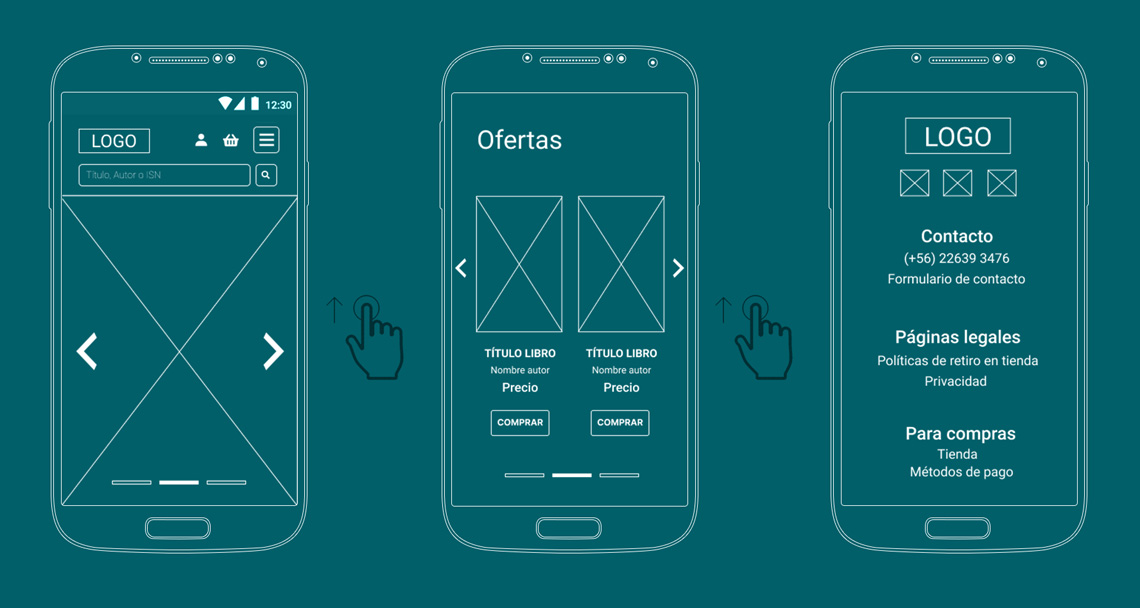 12:30
LOGO
Título, Autor o ISN
Ofertas
TÍTULO LIBRO
Nombre autor
Precio
COMPRAR
TÍTULO LIBRO
Nombre autor
Precio
COMPRAR
LOGO
Contacto
(+56) 22639 3476
Formulario de contacto
Páginas legales
Políticas de retiro en tienda
Privacidad
Para compras
Tienda
Métodos de pago